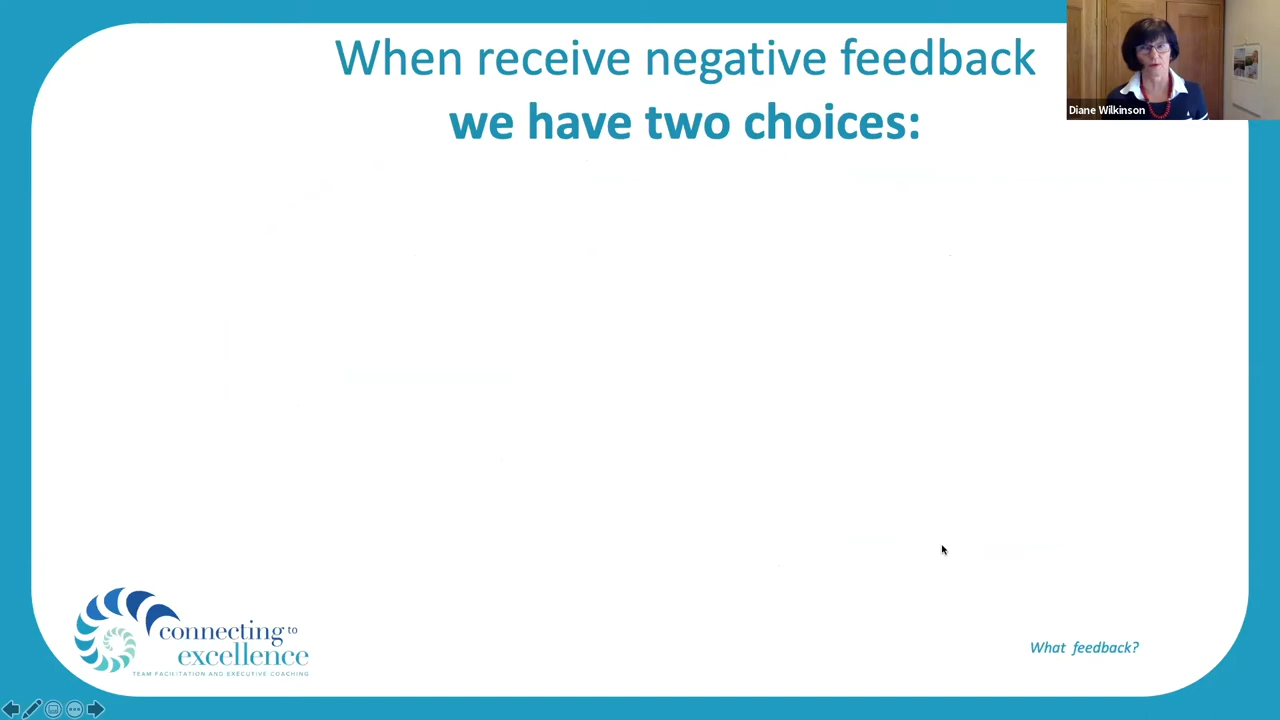 When receive negative feedback
we have two choices:
Diane Wilkinson
connecting to
excellence
TEAM FACILITATION AND EXECUTIVE COACHING
What feedback?